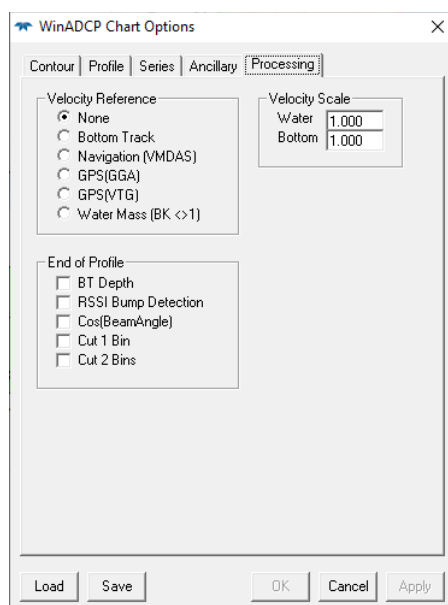 WinADCP Chart Options
Contour Profile Series Ancillary Processing
Velocity Reference
None
Bottom Track
Navigation (VMDAS)
GPS(GGA)
GPS(VTG)
Water Mass (BK <>1)
Velocity Scale
Water 1.000
Bottom 1.000
End of Profile
BT Depth
RSSI Bump Detection
Cos(BeamAngle)
Cut 1 Bin
Cut 2 Bins
Load Save OK Cancel Apply